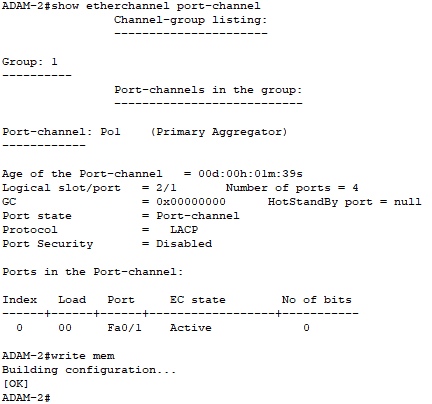 ADAM-2#show etherchannel port-channel
Channel-group listing:
----------------------
Group: 1
----------
Port-channels in the group:
---------------------------
Port-channel: Po1    (Primary Aggregator)
------------
Age of the Port-channel   = 00d:00h:01m:39s
Logical slot/port   = 2/1       Number of ports = 4
GC                  = 0x00000000      HotStandBy port = null
Port state          = Port-channel
Protocol            =   LACP
Port Security       = Disabled
Ports in the Port-channel:
Index   Load   Port     EC state        No of bits
------+------+------+------------------+-----------
  0     00     Fa0/1    Active             0
ADAM-2#write mem
Building configuration...
[OK]
ADAM-2#